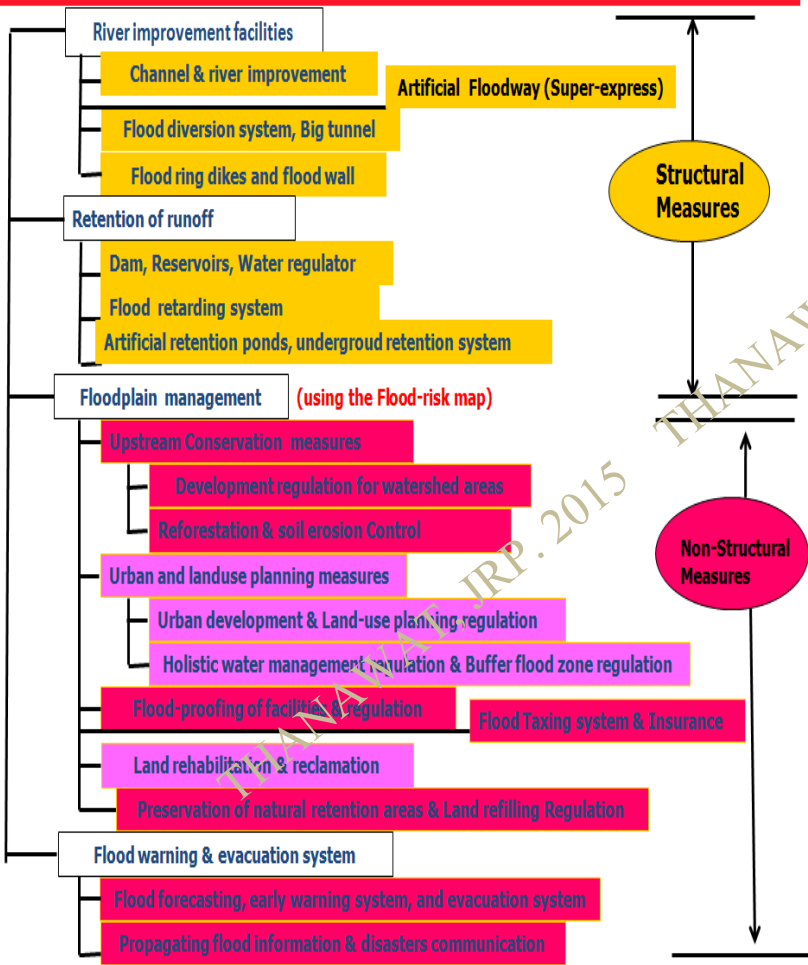 River improvement facilities
Channel & river improvement
Artificial Floodway (Super-express)
Flood diversion system, Big tunnel
Flood ring dikes and flood wall
Structural
Measures
Retention of runoff
Dam, Reservoirs, Water regulator
Flood retarding system
Artificial retention ponds, undergroud retention system
Floodplain management (using the Flood-risk map)
Upstream Conservation measures
Development regulation for watershed areas
Reforestation & soil erosion Control
Non-Structural
Measures
Urban and landuse planning measures
Urban development & Land-use planning regulation
Holistic water management regulation & Buffer flood zone regulation
Flood-proofing of facilities & regulation
Flood Taxing system & Insurance
Land rehabilitation & reclamation
Preservation of natural retention areas & Land refilling Regulation
Flood warning & evacuation system
Flood forecasting, early warning system, and evacuation system
Propagating flood information & disasters communication
THANAWAT. JRP. 2015 THANAW